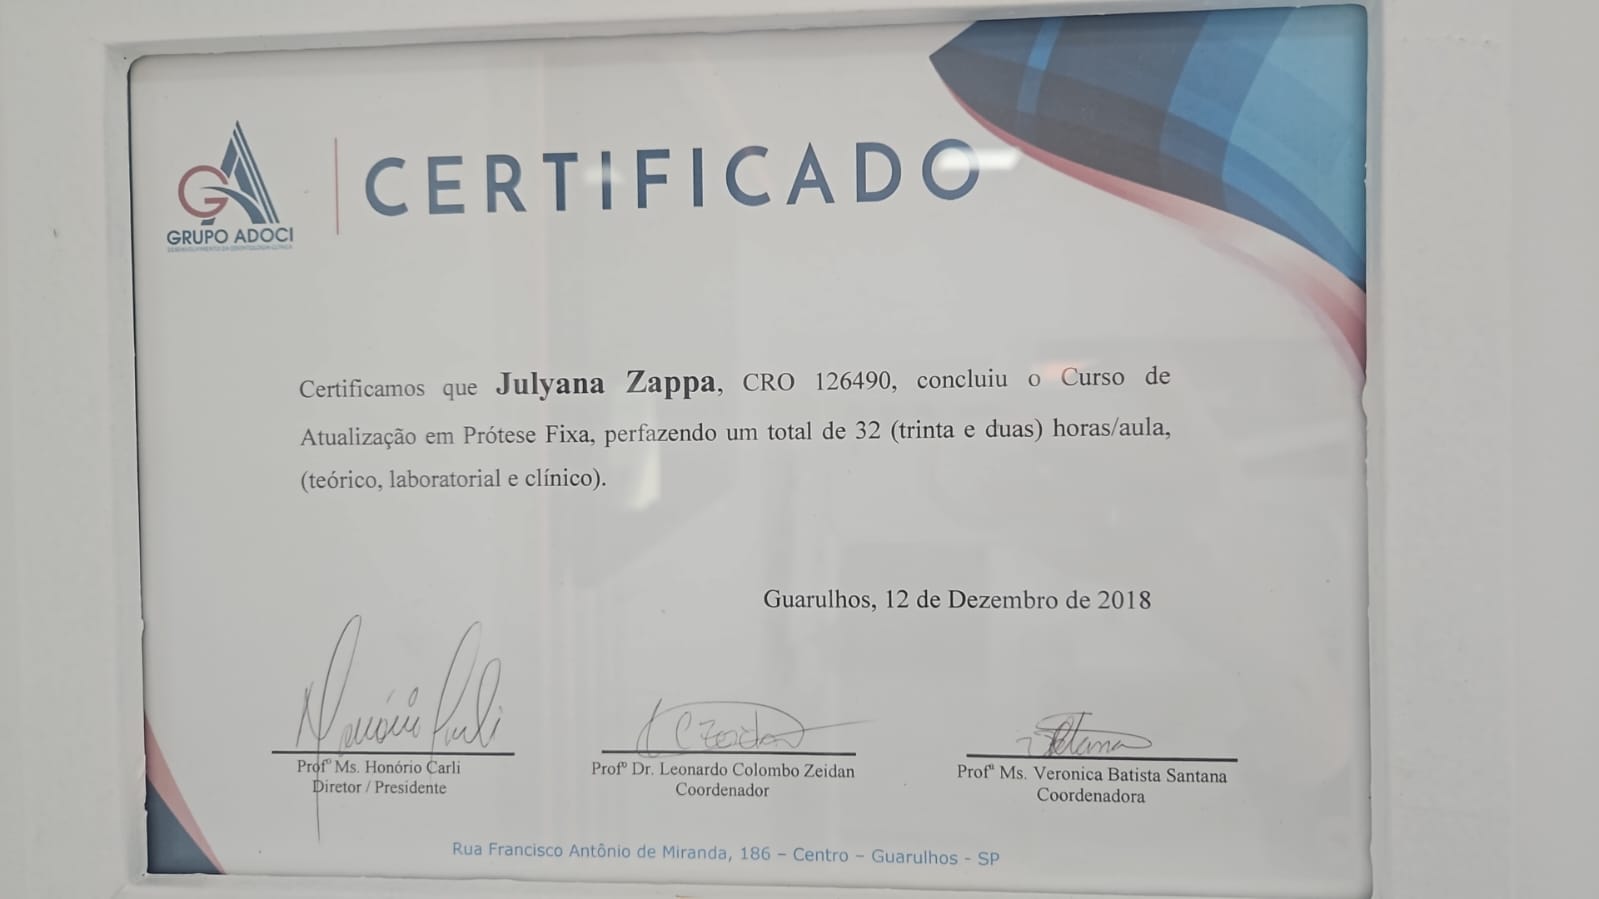 GRUPO ADOCI
CERTIFICADO
Certificamos que Julyana Zappa, CRO 126490, concluiu o Curso de
Atualização em Prótese Fixa, perfazendo um total de 32 (trinta e duas) horas/aula,
(teórico, laboratorial e clínico).
Guarulhos, 12 de Dezembro de 2018
Profº Ms. Honório Carli
Diretor / Presidente
Profº Dr. Leonardo Colombo Zeidan
Coordenador
Profª Ms. Veronica Batista Santana
Coordenadora
Rua Francisco Antônio de Miranda, 186 – Centro – Guarulhos - SP